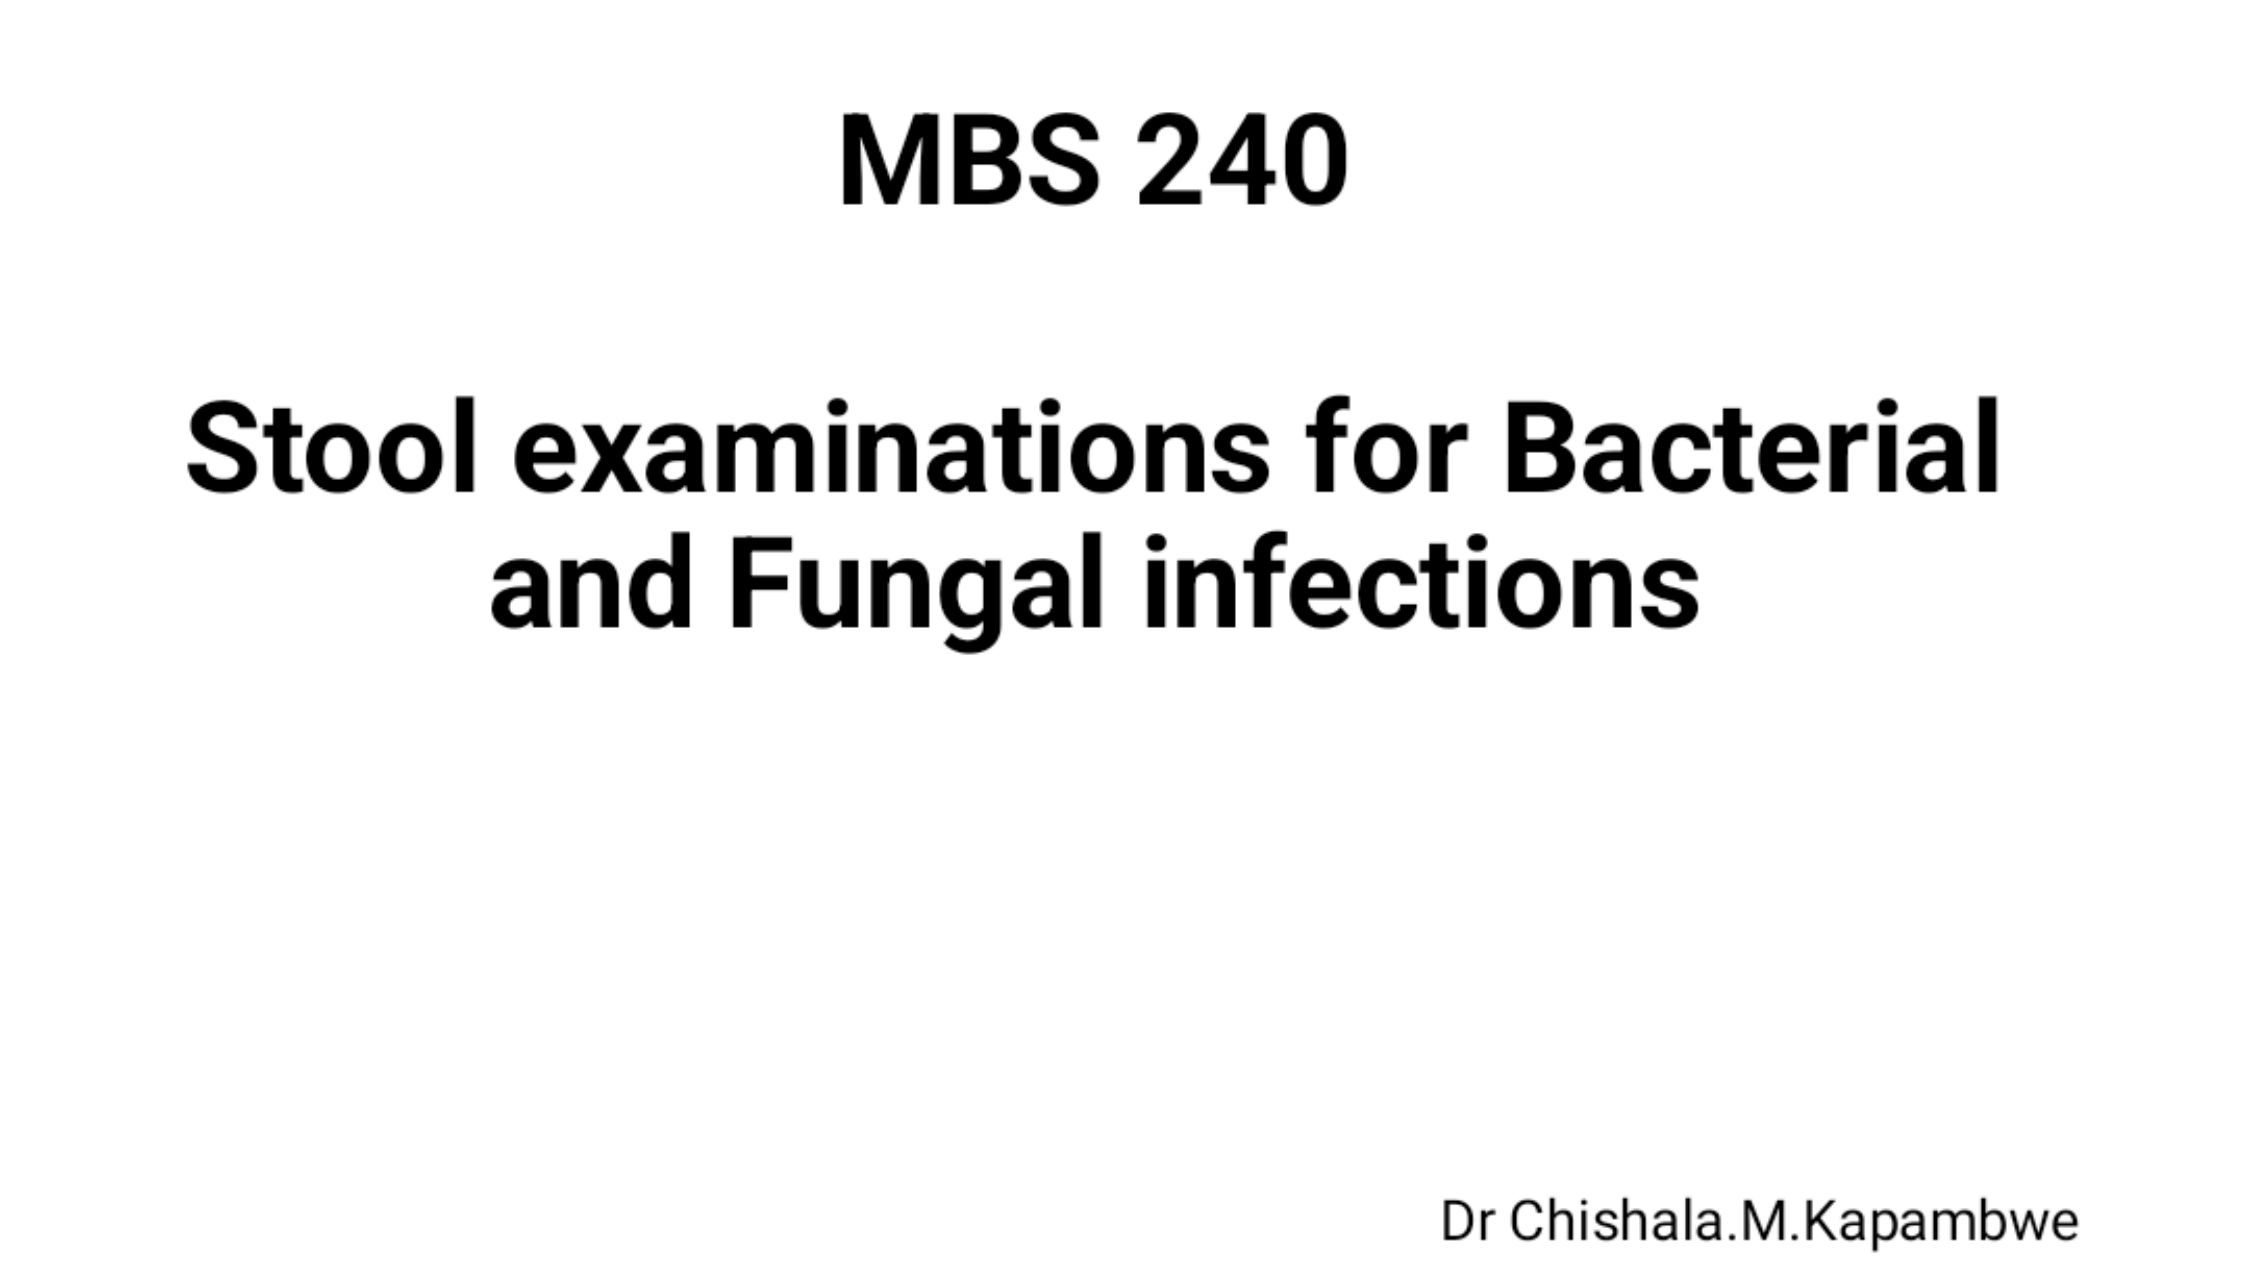 MBS 240
Stool examinations for Bacterial
and Fungal infections
Dr Chishala.M.Kapambwe